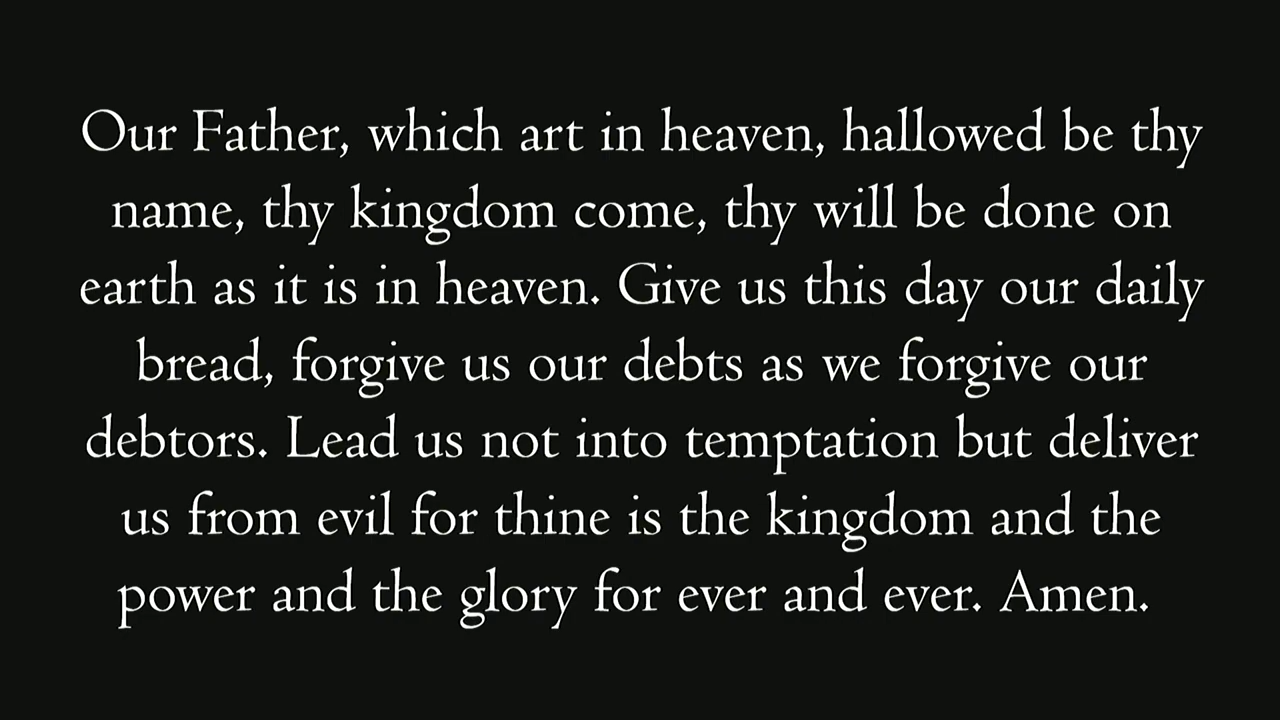 Our Father, which art in heaven, hallowed be thy
name, thy kingdom come, thy will be done on
earth as it is in heaven. Give us this day our daily
bread, forgive us our debts as we forgive our
debtors. Lead us not into temptation but deliver
us from evil for thine is the kingdom and the
power and the glory for ever and ever. Amen.